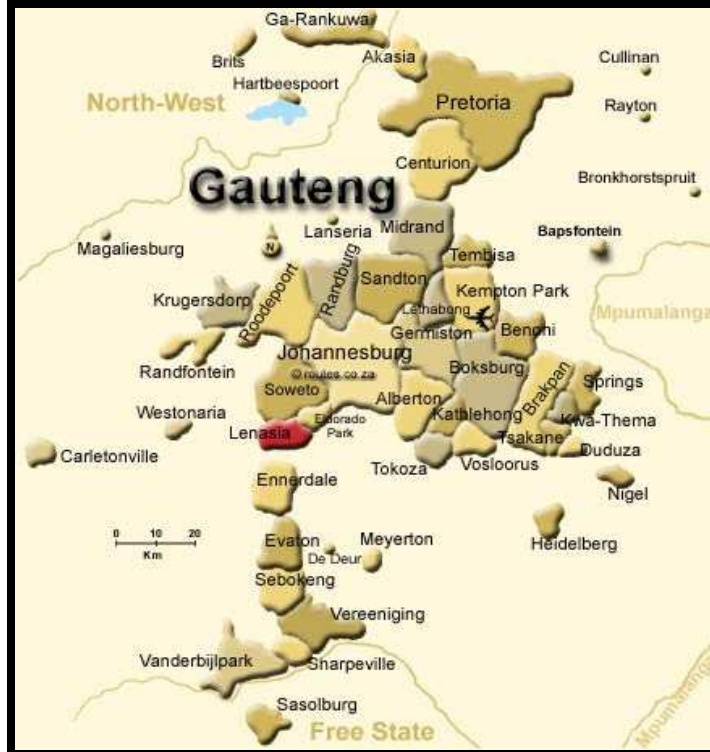 Ga-Rankuwa
Brits
Akasia
Cullinan
Hartbeespoort
North-West
Pretoria
Rayton
Centurion
Gauteng
Bronkhorstspruit
Midrand
Lanseria
Bapsfontein
N
Magaliesburg
Tembisa
Sandton
Randburg
Kempton Park
Krugersdorp
Roodepoort
Lethabong
Mpumalanga
Germiston
Benoni
Johannesburg
Randfontein
Boksburg
© routes.co.za
Soweto
Alberton
Brakpan
Springs
Westonaria
Eldorado
Park
Kathlehong
Kwa-Thema
Lenasia
Tsakane
Carletonville
Duduza
Tokoza
Vosloorus
Ennerdale
Nigel
0 10 20
Km
Evaton
Meyerton
Heidelberg
De Deur
Sebokeng
Vereeniging
Vanderbijlpark
Sharpeville
Sasolburg
Free State
Mpumalanga